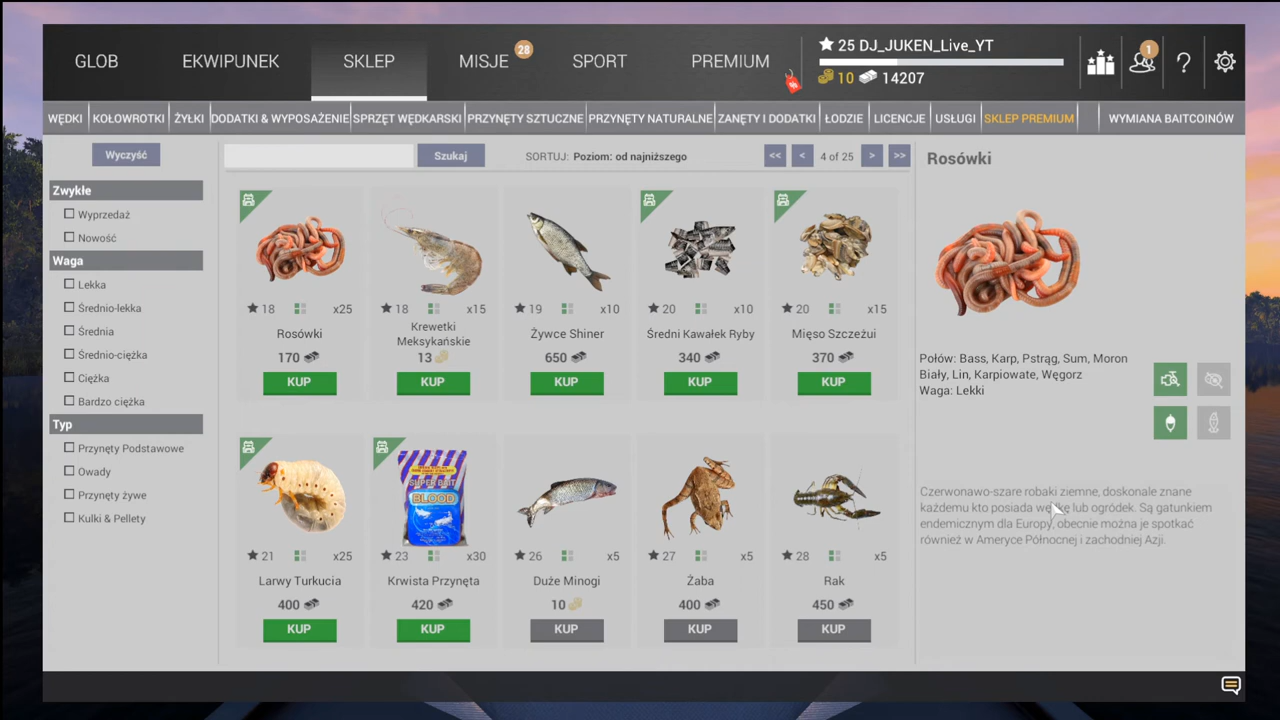 GLOB EKWIPUNEK SKLEP MISJE 28 SPORT PREMIUM
25 DJ_JUKEN_Live_YT
10 14207
1
?
WĘDKI KOŁOWROTKI ŻYŁKI DODATKI & WYPOSAŻENIE SPRZĘT WĘDKARSKI PRZYNĘTY SZTUCZNE PRZYNĘTY NATURALNE ZANĘTY I DODATKI ŁODZIE LICENCJE USŁUGI SKLEP PREMIUM WYMIANA BAITCOINÓW
Wyczyść
Szukaj SORTUJ: Poziom: od najniższego << < 4 of 25 > >>
Zwykłe
Wyprzedaż
Nowość
Waga
Lekka
Średnio-lekka
Średnia
Średnio-ciężka
Ciężka
Bardzo ciężka
Typ
Przynęty Podstawowe
Owady
Przynęty żywe
Kulki & Pellety
18 x25
Rosówki
170
KUP
18 x15
Krewetki
Meksykańskie
13
KUP
19 x10
Żywce Shiner
650
KUP
20 x10
Średni Kawałek Ryby
340
KUP
20 x15
Mięso Szczeżui
370
KUP
21 x25
Larwy Turkucia
400
KUP
SUPER BAIT
BLOOD
23 x30
Krwista Przynęta
420
KUP
26 x5
Duże Minogi
10
KUP
27 x5
Żaba
400
KUP
28 x5
Rak
450
KUP
Rosówki
Połów: Bass, Karp, Pstrąg, Sum, Moron
Biały, Lin, Karpiowate, Węgorz
Waga: Lekki
Czerwonawo-szare robaki ziemne, doskonale znane
każdemu kto posiada wędkę lub ogródek. Są gatunkiem
endemicznym dla Europy, obecnie można je spotkać
również w Ameryce Północnej i zachodniej Azji.